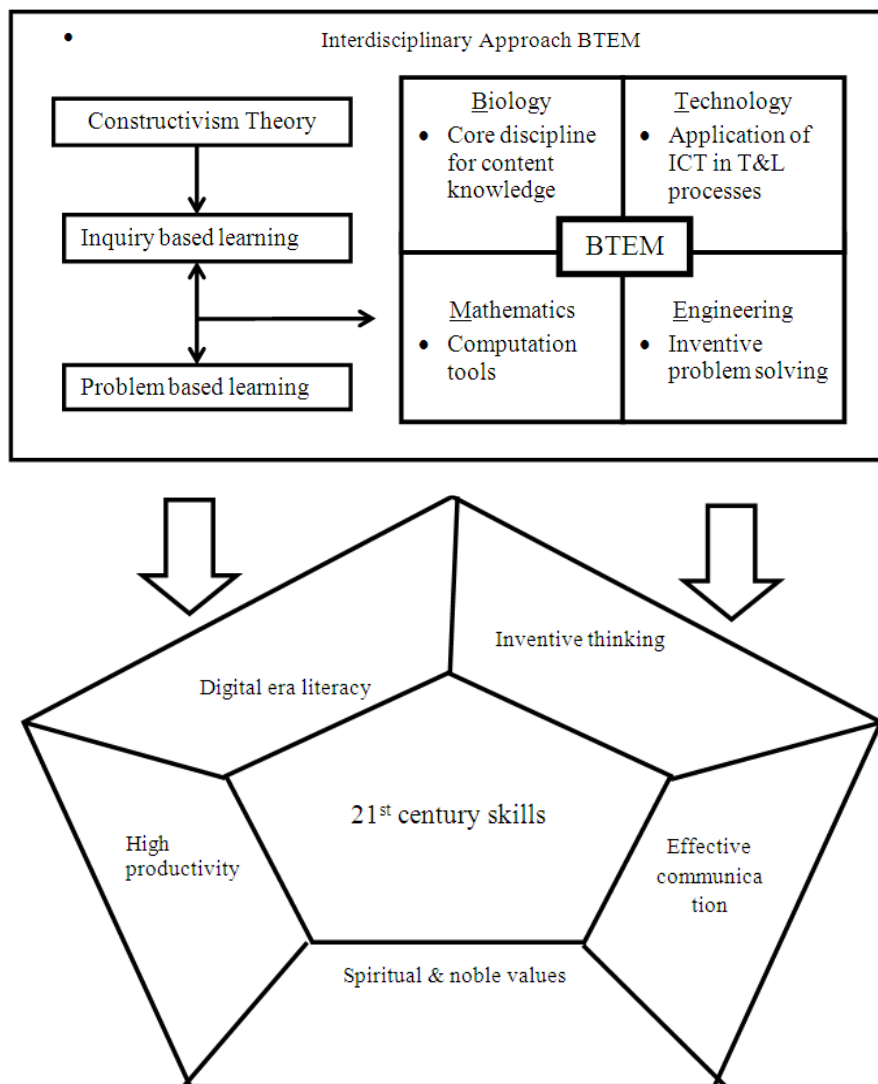 • Interdisciplinary Approach BTEM
Constructivism Theory
Inquiry based learning
Problem based learning
Biology
• Core discipline
for content
knowledge
Technology
• Application of
ICT in T&L
processes
BTEM
Mathematics
• Computation
tools
Engineering
• Inventive
problem solving
Inventive thinking
Digital era literacy
21st century skills
High
productivity
Effective
communica
tion
Spiritual & noble values